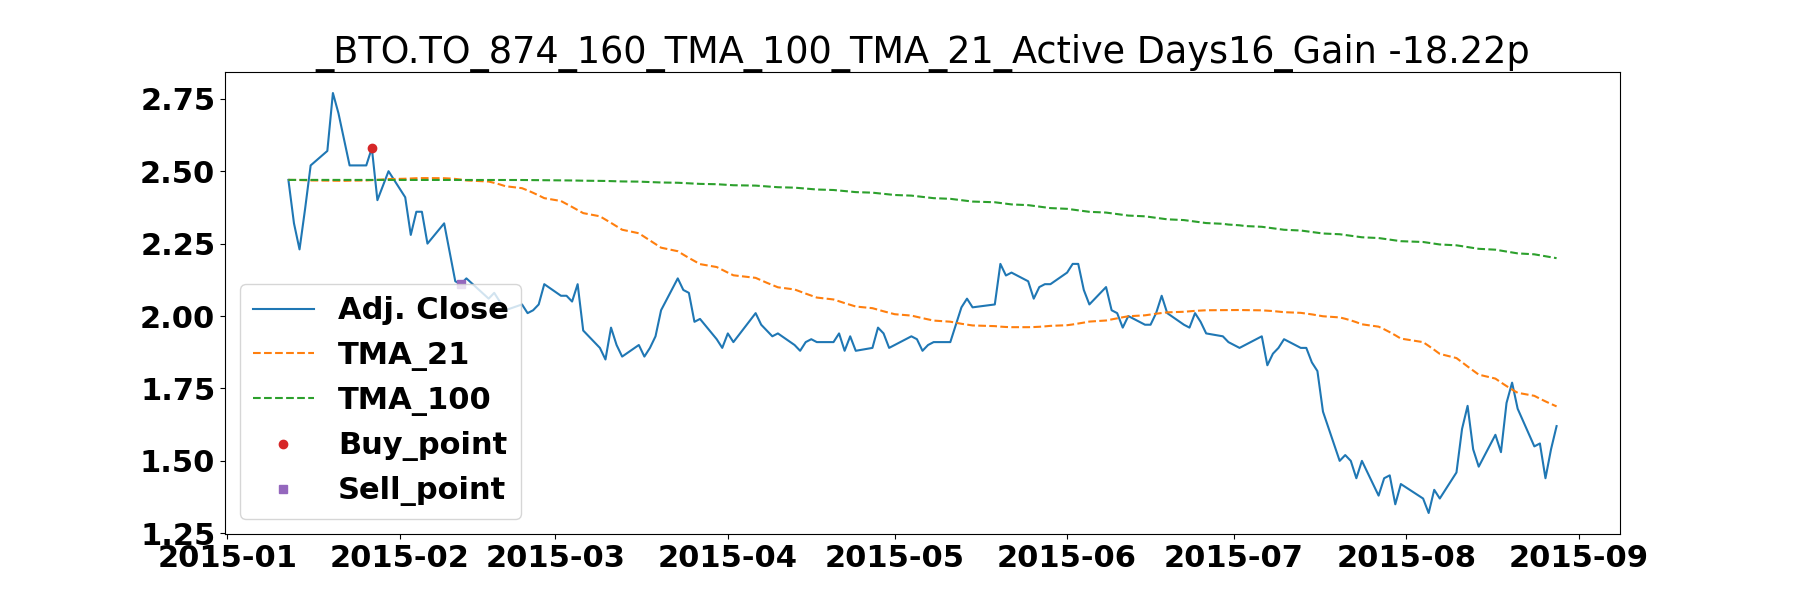 _BTO.TO_874_160_TMA_100_TMA_21_Active Days16_Gain -18.22p
2.75
2.50
2.25
2.00
1.75
1.50
1.25
Adj. Close
TMA_21
TMA_100
Buy_point
Sell_point
2015-01 2015-02 2015-03 2015-04 2015-05 2015-06 2015-07 2015-08 2015-09